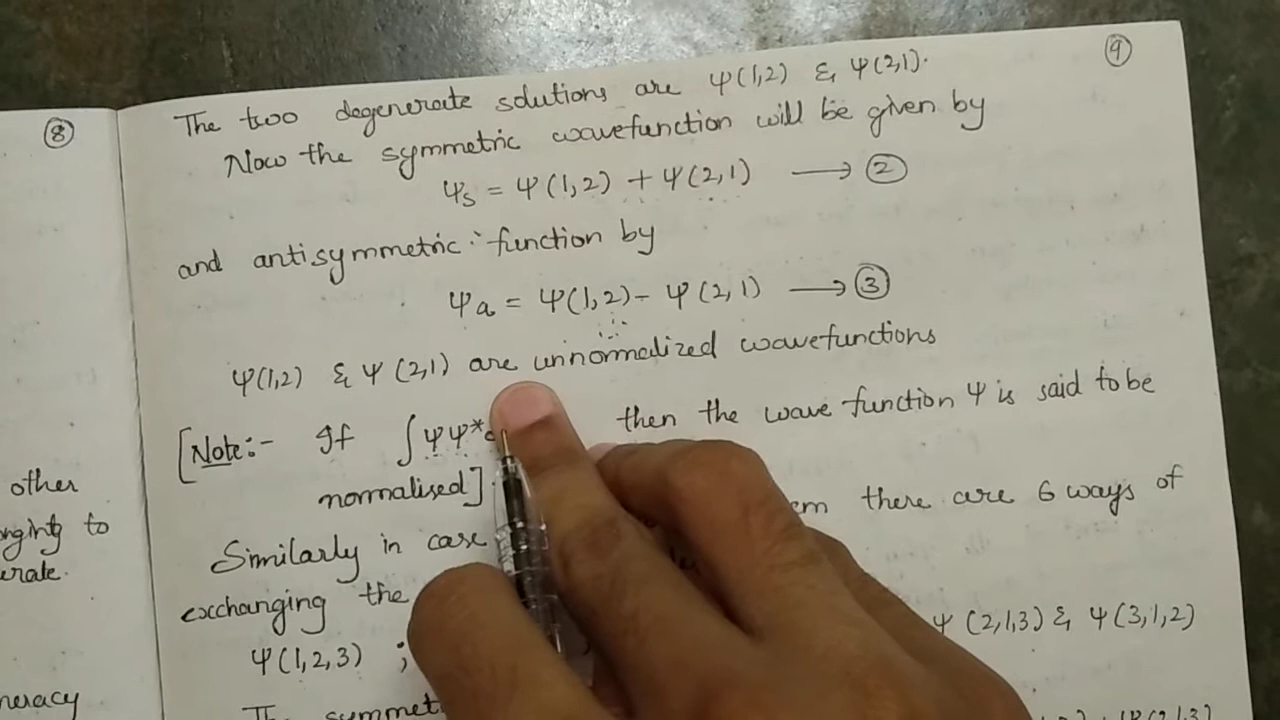 ⑧
other
to
⑨
The two degenerate solutions are ψ(1,2) & ψ(2,1).
Now the symmetric wavefunction will be given by
ψs = ψ(1,2) + ψ(2,1) ⟶ ②
and antisymmetric function by
ψa = ψ(1,2) - ψ(2,1) ⟶ ③
ψ(1,2) & ψ(2,1) are unnormalized wavefunctions
[Note:- If ∫ψψ* then the wave function ψ is said to be
normalised].
Similarly in case there are 6 ways of
excchanging the
ψ(1,2,3) ; ψ(2,1,3) & ψ(3,1,2)